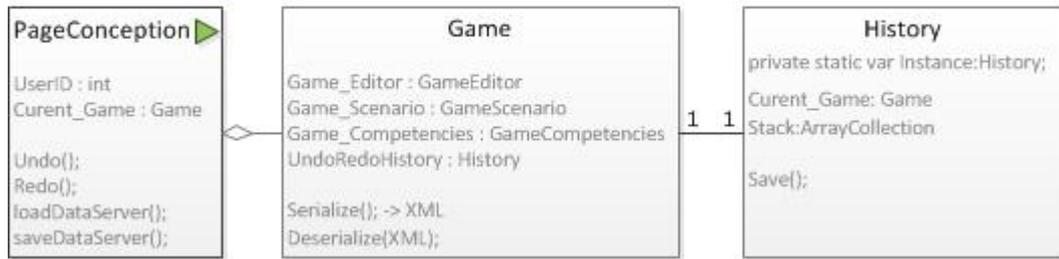 PageConception
UserID : int
Curent_Game : Game
Undo();
Redo();
loadDataServer();
saveDataServer();
Game
Game_Editor : GameEditor
Game_Scenario : GameScenario
Game_Competencies : GameCompetencies
UndoRedoHistory : History
Serialize(); -> XML
Deserialize(XML);
1 1
History
private static var Instance:History;
Curent_Game: Game
Stack:ArrayCollection
Save();